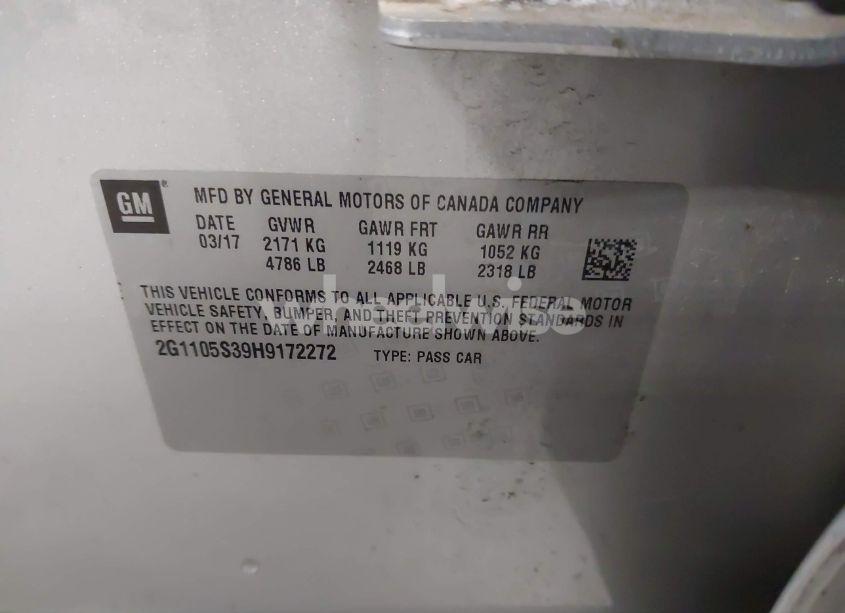 GM
MFD BY GENERAL MOTORS OF CANADA COMPANY
DATE GVWR GAWR FRT GAWR RR
03/17 2171 KG 1119 KG 1052 KG
4786 LB 2468 LB 2318 LB
THIS VEHICLE CONFORMS TO ALL APPLICABLE U.S. FEDERAL MOTOR
VEHICLE SAFETY, BUMPER, AND THEFT PREVENTION STANDARDS IN
EFFECT ON THE DATE OF MANUFACTURE SHOWN ABOVE.
2G1105S39H9172272 TYPE: PASS CAR